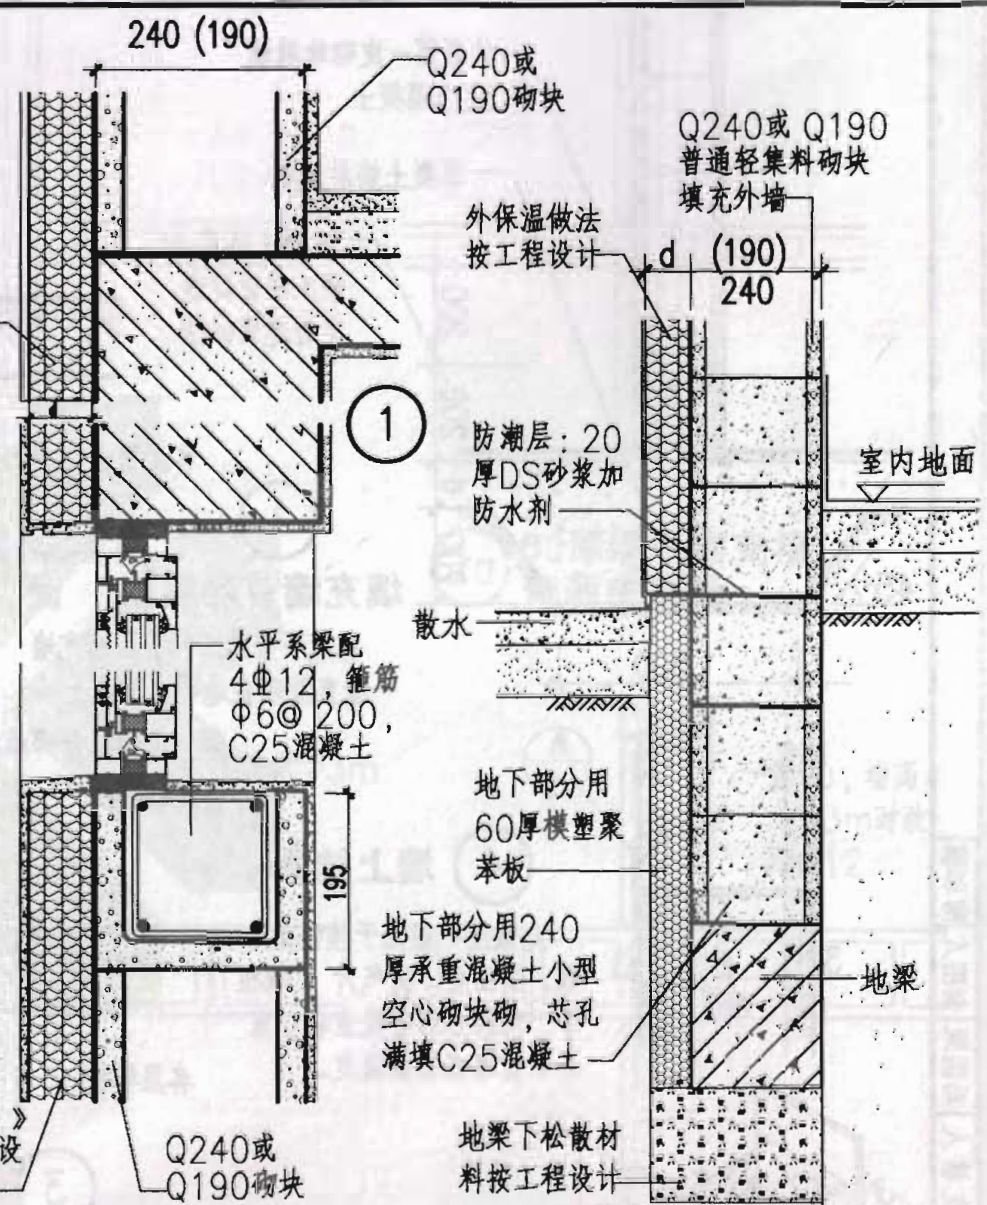 240 (190)
Q240或
Q190砌块
1
水平系梁配
4Φ12, 箍筋
Φ6@ 200,
C25混凝土
195
》
设
Q240或
Q190砌块
Q240或 Q190
普通轻集料砌块
填充外墙
外保温做法
按工程设计
d
(190)
240
防潮层: 20
厚DS砂浆加
防水剂
室内地面
散水
地下部分用
60厚模塑聚
苯板
地下部分用240
厚承重混凝土小型
空心砌块砌, 芯孔
满填C25混凝土
地梁
地梁下松散材
料按工程设计